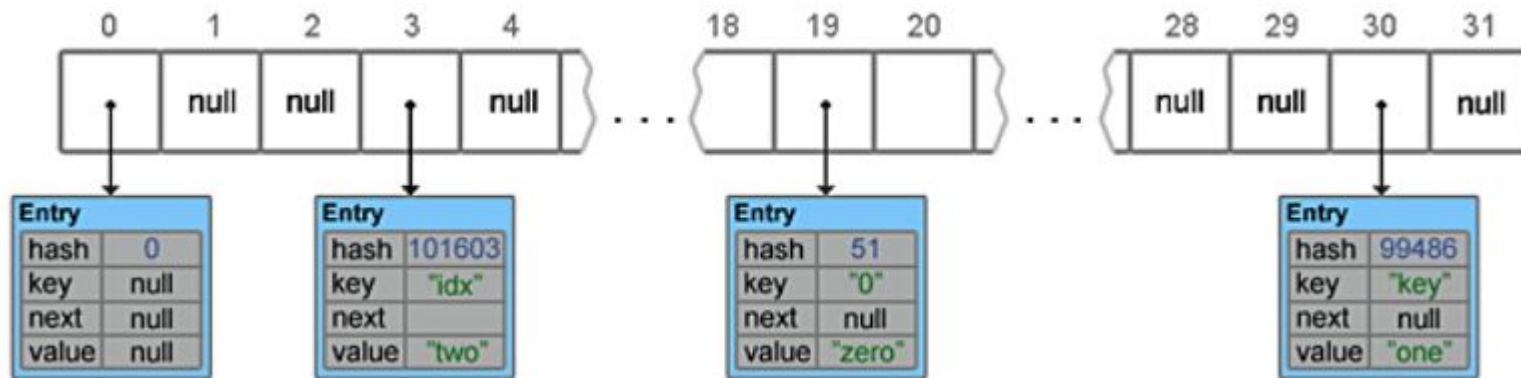 0 1 2 3 4 18 19 20 28 29 30 31
null null null ... ... null null null
Entry Entry Entry Entry
hash 0 hash 101603 hash 51 hash 99486
key null key "idx" key "0" key "key"
next null next next null next null
value null value "two" value "zero" value "one"